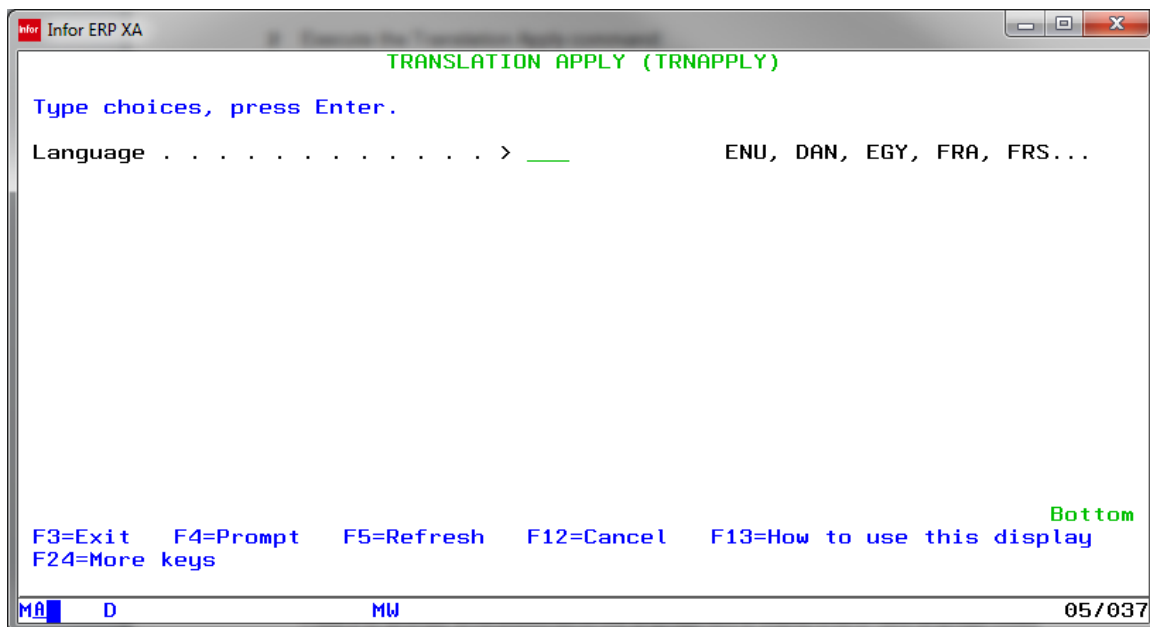 infor Infor ERP XA
TRANSLATION APPLY (TRNAPPLY)
Type choices, press Enter.
Language . . . . . . . . . . . . > ___ ENU, DAN, EGY, FRA, FRS...
Bottom
F3=Exit F4=Prompt F5=Refresh F12=Cancel F13=How to use this display
F24=More keys
MA D MW 05/037